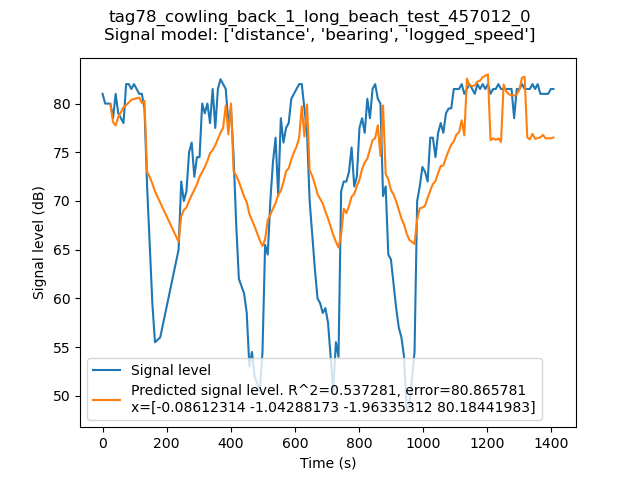 tag78_cowling_back_1_long_beach_test_457012_0
Signal model: ['distance', 'bearing', 'logged_speed']
Signal level (dB)
80
75
70
65
60
55
50
Signal level
Predicted signal level. R^2=0.537281, error=80.865781
x=[-0.08612314 -1.04288173 -1.96335312 80.18441983]
0 200 400 600 800 1000 1200 1400
Time (s)